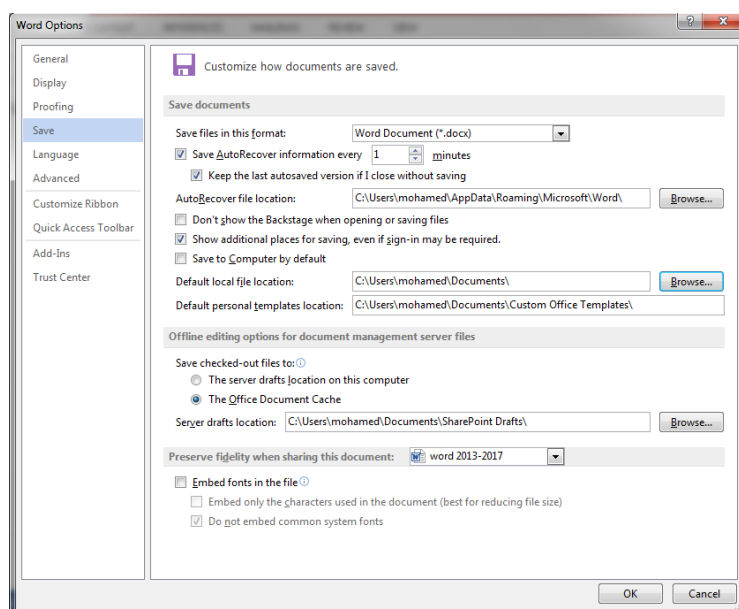 Word Options
General
Display
Proofing
Save
Language
Advanced
Customize Ribbon
Quick Access Toolbar
Add-Ins
Trust Center
Customize how documents are saved.
Save documents
Save files in this format: Word Document (*.docx)
Save AutoRecover information every 1 minutes
Keep the last autosaved version if I close without saving
AutoRecover file location: C:\Users\mohamed\AppData\Roaming\Microsoft\Word\ Browse...
Don't show the Backstage when opening or saving files
Show additional places for saving, even if sign-in may be required.
Save to Computer by default
Default local file location: C:\Users\mohamed\Documents\ Browse...
Default personal templates location: C:\Users\mohamed\Documents\Custom Office Templates\
Offline editing options for document management server files
Save checked-out files to:
The server drafts location on this computer
The Office Document Cache
Server drafts location: C:\Users\mohamed\Documents\SharePoint Drafts\ Browse...
Preserve fidelity when sharing this document: word 2013-2017
Embed fonts in the file
Embed only the characters used in the document (best for reducing file size)
Do not embed common system fonts
OK Cancel